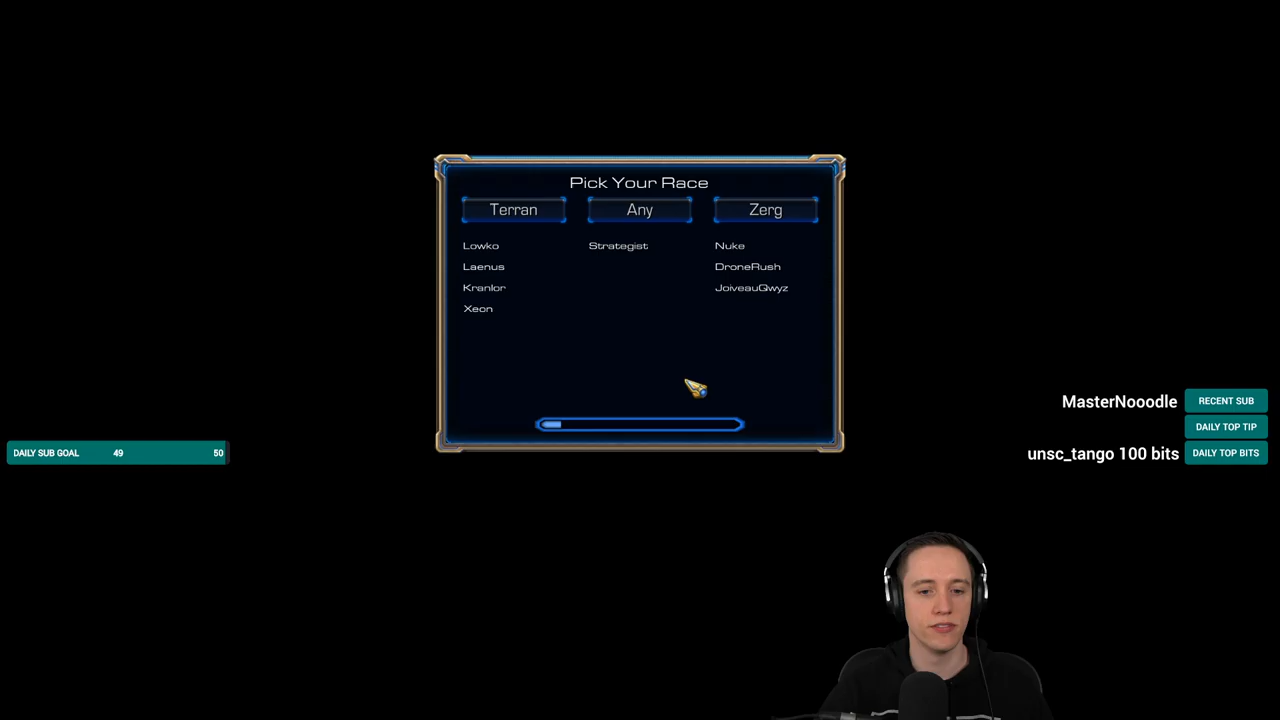 Pick Your Race
Terran Any Zerg
Lowko Strategist Nuke
Laenus DroneRush
Kranlor JoiveauQwyz
Xeon
MasterNooodle RECENT SUB
DAILY TOP TIP
DAILY SUB GOAL 49 50
unsc_tango 100 bits DAILY TOP BITS